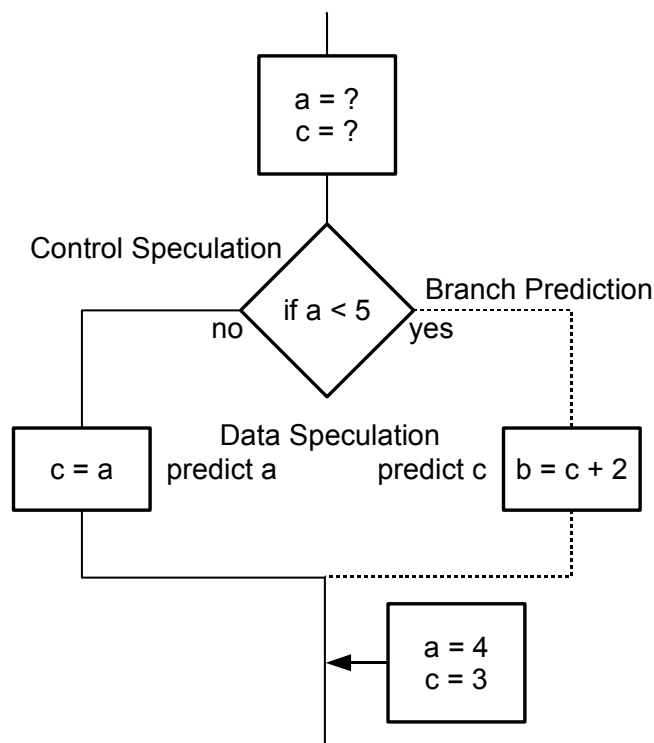 a = ?
c = ?
Control Speculation
if a < 5
Branch Prediction
no
yes
Data Speculation
c = a
predict a
predict c
b = c + 2
a = 4
c = 3